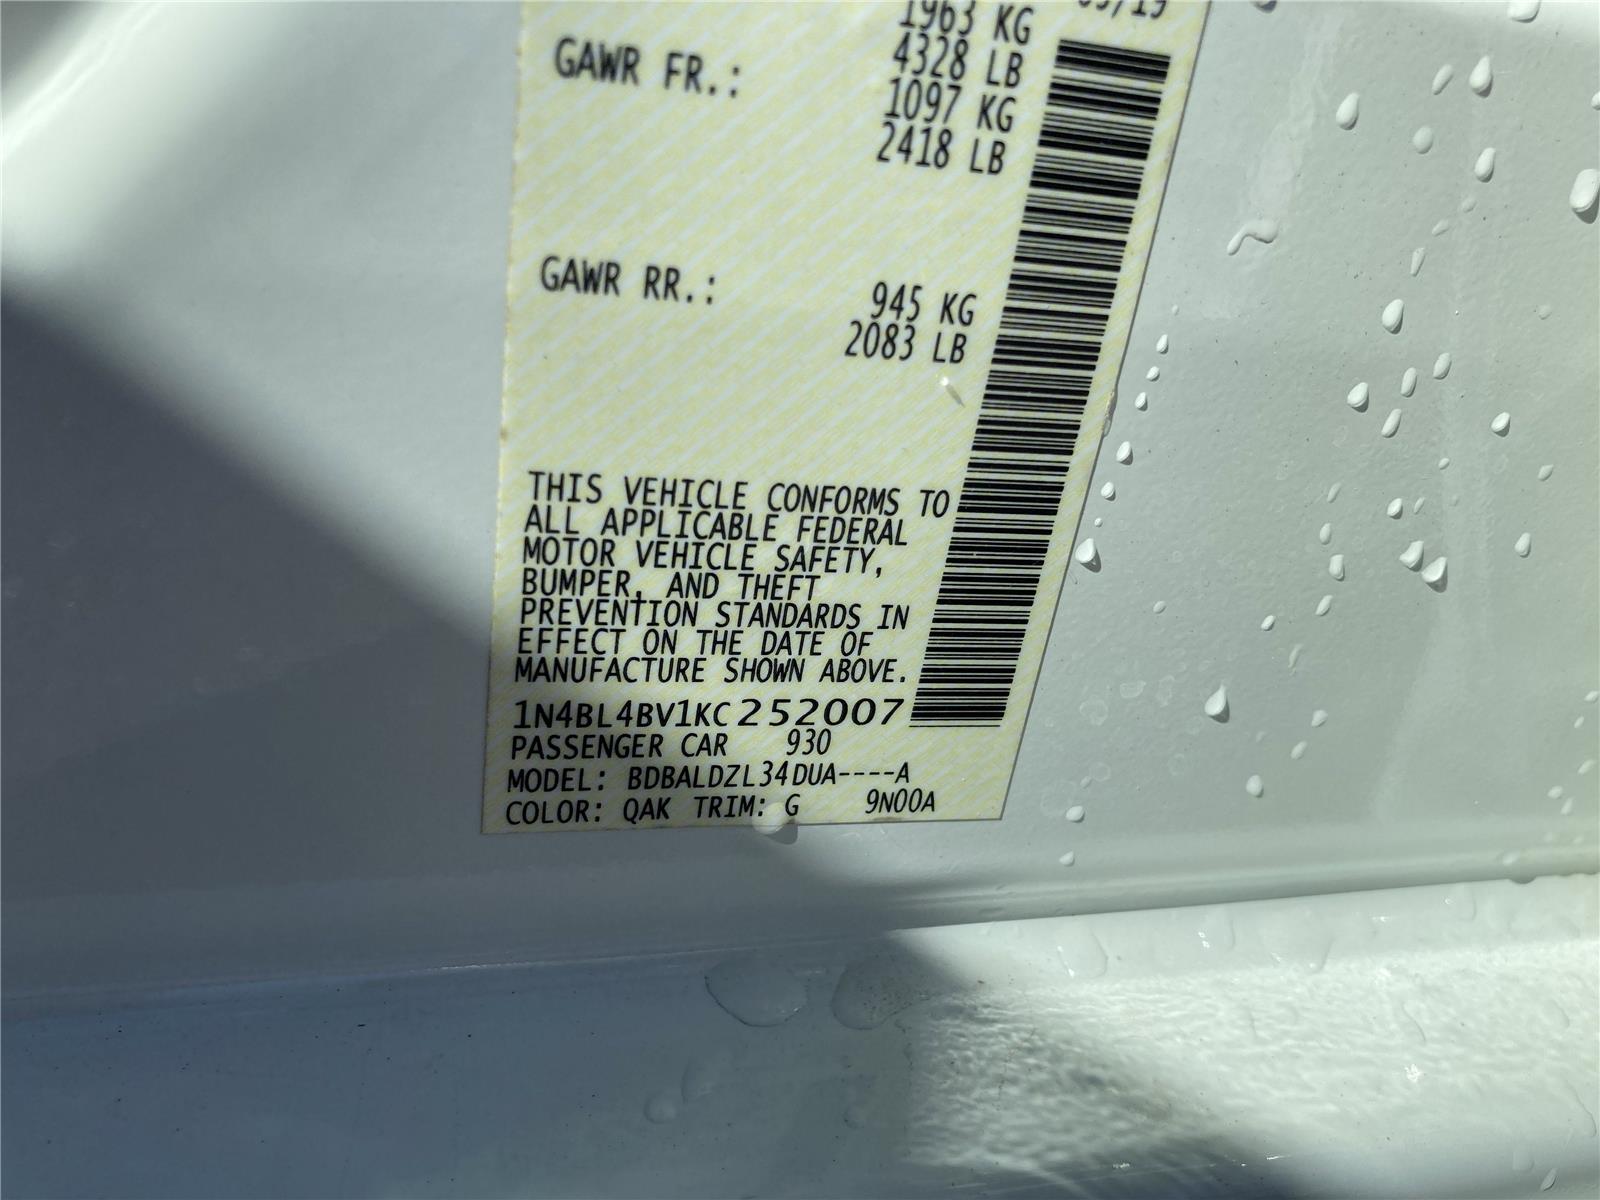 1963 KG
4328 LB
GAWR FR.: 1097 KG
2418 LB
GAWR RR.: 945 KG
2083 LB
THIS VEHICLE CONFORMS TO
ALL APPLICABLE FEDERAL
MOTOR VEHICLE SAFETY,
BUMPER, AND THEFT
PREVENTION STANDARDS IN
EFFECT ON THE DATE OF
MANUFACTURE SHOWN ABOVE.
1N4BL4BV1KC252007
PASSENGER CAR 930
MODEL: BDBALDZL34DUA----A
COLOR: QAK TRIM: G 9N00A